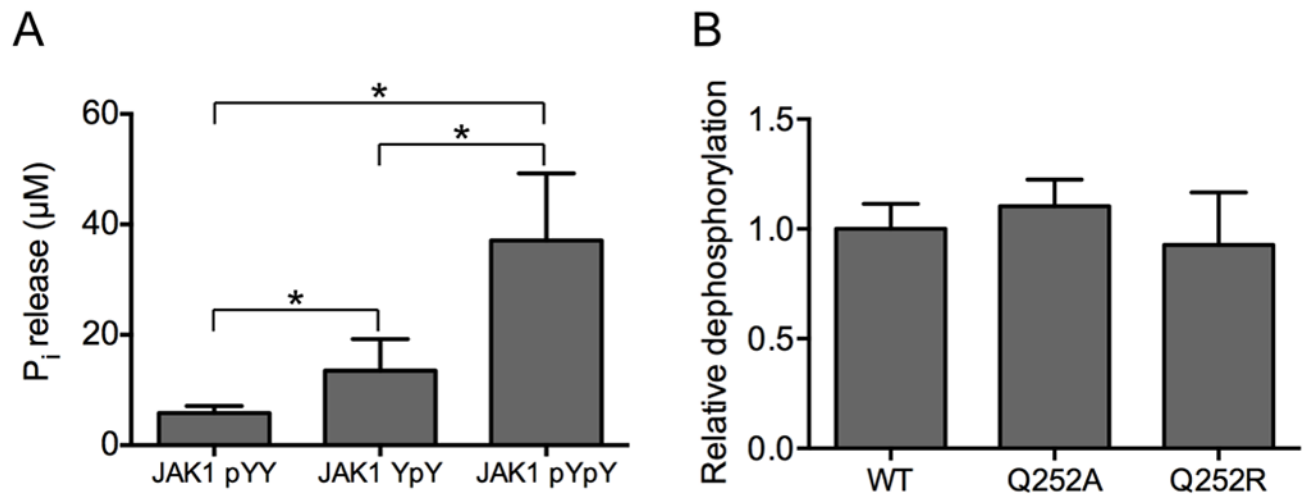 A
B
Pi release (µM)
60
40
20
0
*
*
*
JAK1 pYY
JAK1 YpY
JAK1 pYpY
Relative dephosphorylation
1.5
1.0
0.5
0.0
WT
Q252A
Q252R